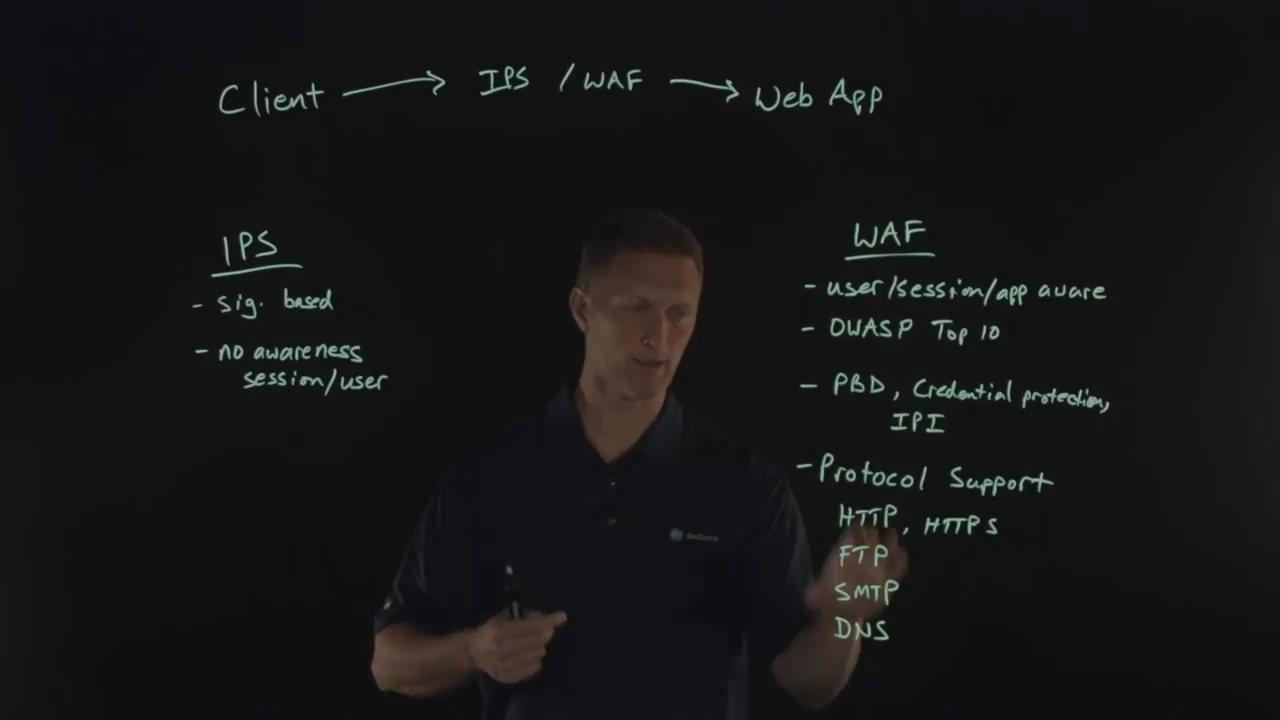 Client → IPS / WAF → Web App
IPS
- sig. based
- no awareness
session/user
WAF
- user/session/app aware
- OWASP Top 10
- PBD, Credential protection,
IPI
- Protocol Support
HTTP, HTTPS
FTP
SMTP
DNS